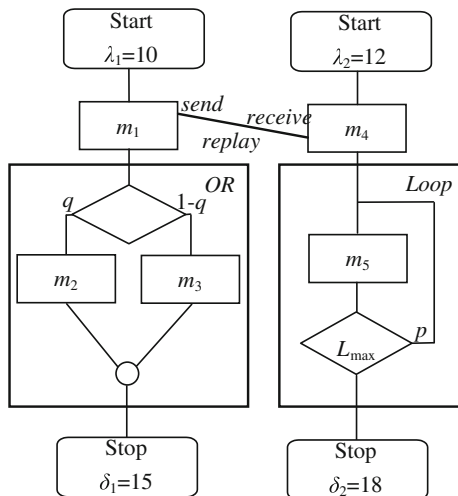 Start
λ₁=10
Start
λ₂=12
m₁
send
receive
replay
m₄
OR
q
1-q
m₂
m₃
Loop
m₅
p
Lmax
Stop
δ₁=15
Stop
δ₂=18